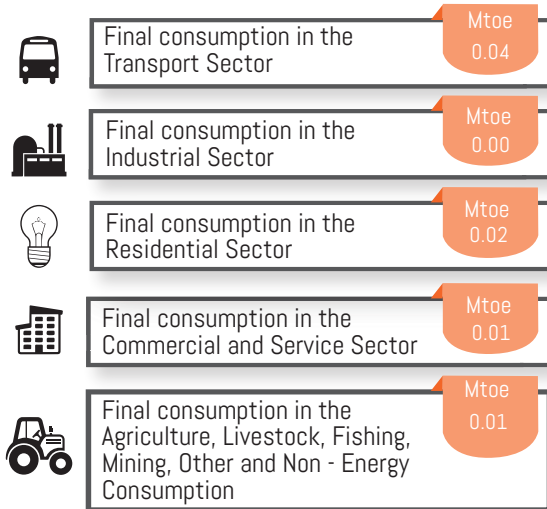 Final consumption in the
Transport Sector
Mtoe
0.04
Final consumption in the
Industrial Sector
Mtoe
0.00
Final consumption in the
Residential Sector
Mtoe
0.02
Final consumption in the
Commercial and Service Sector
Mtoe
0.01
Final consumption in the
Agriculture, Livestock, Fishing,
Mining, Other and Non - Energy
Consumption
Mtoe
0.01